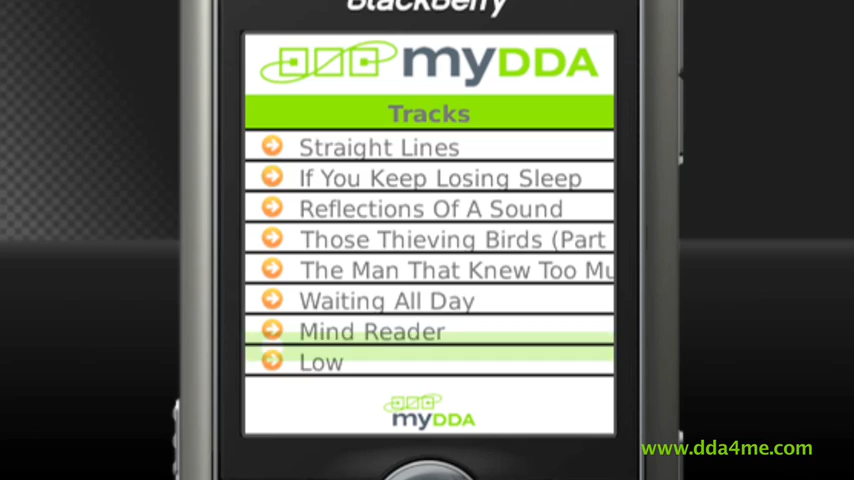 BlackBerry
myDDA
Tracks
Straight Lines
If You Keep Losing Sleep
Reflections Of A Sound
Those Thieving Birds (Part
The Man That Knew Too Mu
Waiting All Day
Mind Reader
Low
myDDA
www.dda4me.com